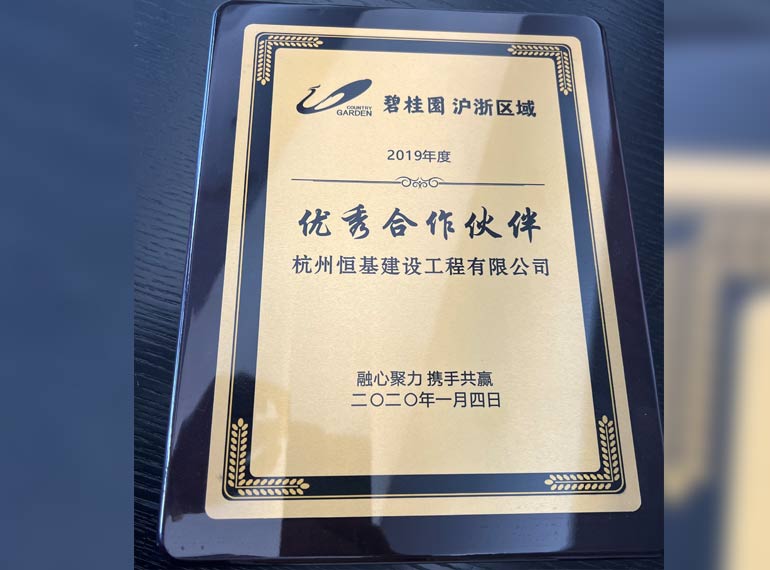 COUNTRY GARDEN 碧桂园 沪浙区域
2019年度
优秀合作伙伴
杭州恒基建设工程有限公司
融心聚力 携手共赢
二〇二〇年一月四日